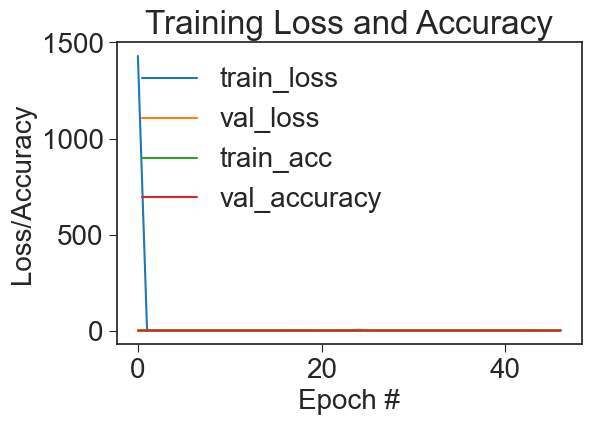 Training Loss and Accuracy
1500
1000
500
0
Loss/Accuracy
train_loss
val_loss
train_acc
val_accuracy
0 20 40
Epoch #